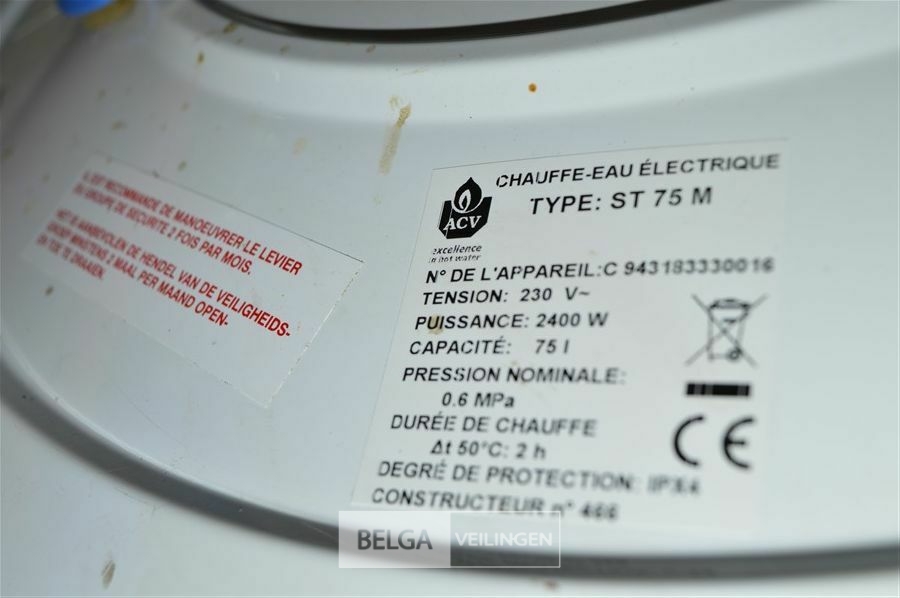 IL EST RECOMMANDE DE MANOEUVRER LE LEVIER
DU GROUPE DE SECURITE 2 FOIS PAR MOIS.
HET IS AANBEVOLEN DE HENDEL VAN DE VEILIGHEIDS-
GROEP MINSTENS 2 MAAL PER MAAND OPEN-
EN TOE TE DRAAIEN.
ACV
excellence
in hot water
CHAUFFE-EAU ÉLECTRIQUE
TYPE: ST 75 M
N° DE L'APPAREIL:C 943183330016
TENSION: 230 V~
PUISSANCE: 2400 W
CAPACITÉ: 75 l
PRESSION NOMINALE:
0.6 MPa
DURÉE DE CHAUFFE
Δt 50°C: 2 h
DEGRÉ DE PROTECTION: IPX4
CONSTRUCTEUR n° 466
CE
BELGA VEILINGEN